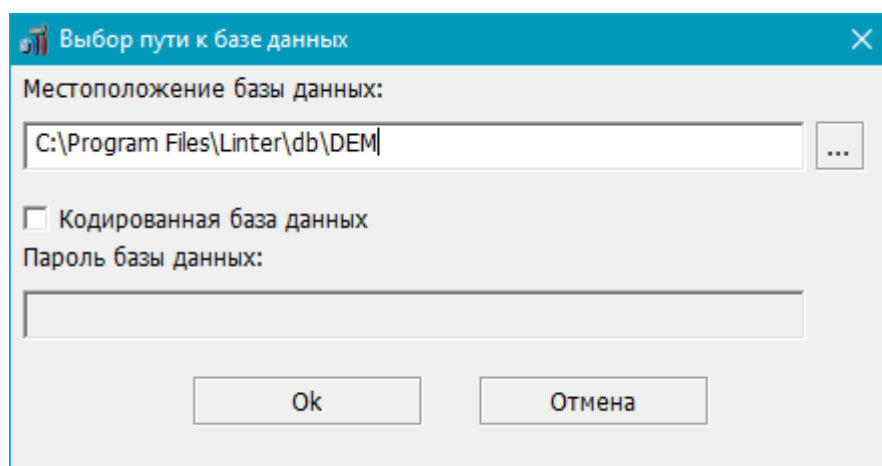 Выбор пути к базе данных
Местоположение базы данных:
C:\Program Files\Linter\db\DEM
...
Кодированная база данных
Пароль базы данных:
Ok
Отмена